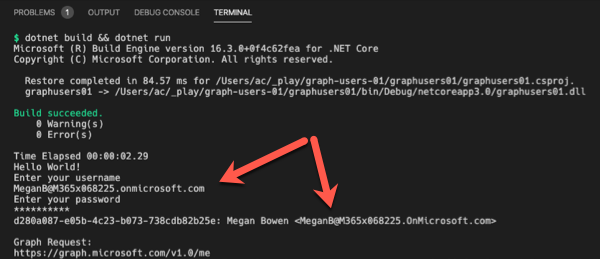 PROBLEMS 1 OUTPUT DEBUG CONSOLE TERMINAL
$ dotnet build && dotnet run
Microsoft (R) Build Engine version 16.3.0+0f4c62fea for .NET Core
Copyright (C) Microsoft Corporation. All rights reserved.
Restore completed in 84.57 ms for /Users/ac/_play/graph-users-01/graphusers01/graphusers01.csproj.
graphusers01 -> /Users/ac/_play/graph-users-01/graphusers01/bin/Debug/netcoreapp3.0/graphusers01.dll
Build succeeded.
0 Warning(s)
0 Error(s)
Time Elapsed 00:00:02.29
Hello World!
Enter your username
MeganB@M365x068225.onmicrosoft.com
Enter your password
**********
d280a087-e05b-4c23-b073-738cdb82b25e: Megan Bowen <MeganB@M365x068225.OnMicrosoft.com>
Graph Request:
https://graph.microsoft.com/v1.0/me